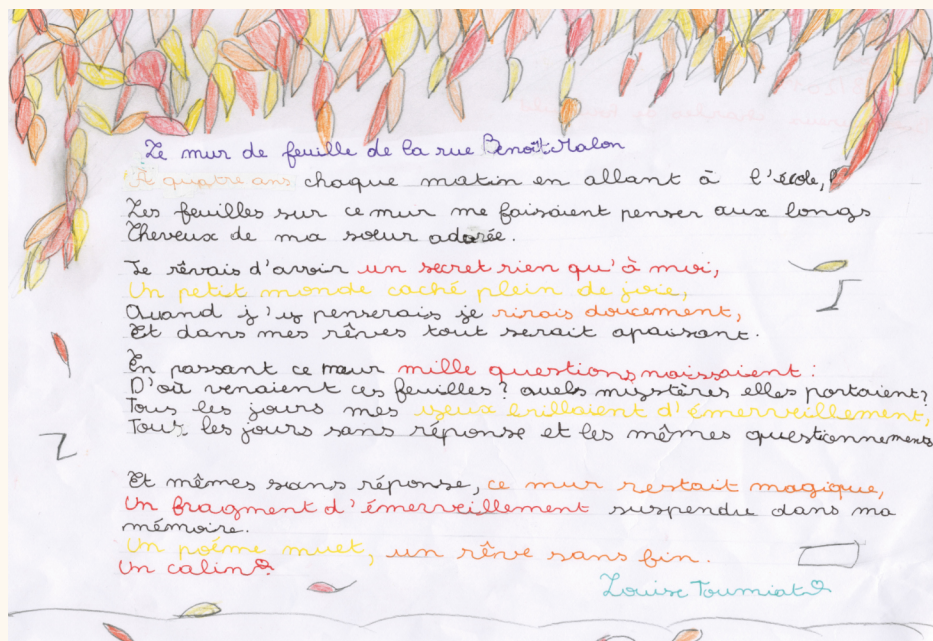 Le mur de feuille de la rue Benoît Malon
A quatre ans chaque matin en allant à l'école,
Les feuilles sur ce mur me faisaient penser aux longs
Cheveux de ma sœur adorée.
Je rêvais d'avoir un secret rien qu'à moi,
Un petit monde caché plein de joie,
Quand j'y penserais je rirais doucement,
Et dans mes rêves tout serait apaisant.
En passant ce mur mille questions naissaient :
D'où venaient ces feuilles ? quels mystères elles portaient ?
Tous les jours mes yeux brillaient d'émerveillement,
Tous les jours sans réponse et les mêmes questionnements
Et mêmes sans réponse, ce mur restait magique,
Un fragment d'émerveillement suspendu dans ma
mémoire.
Un poéme muet, un rêve sans fin.
Un calin
Louise Toumiat